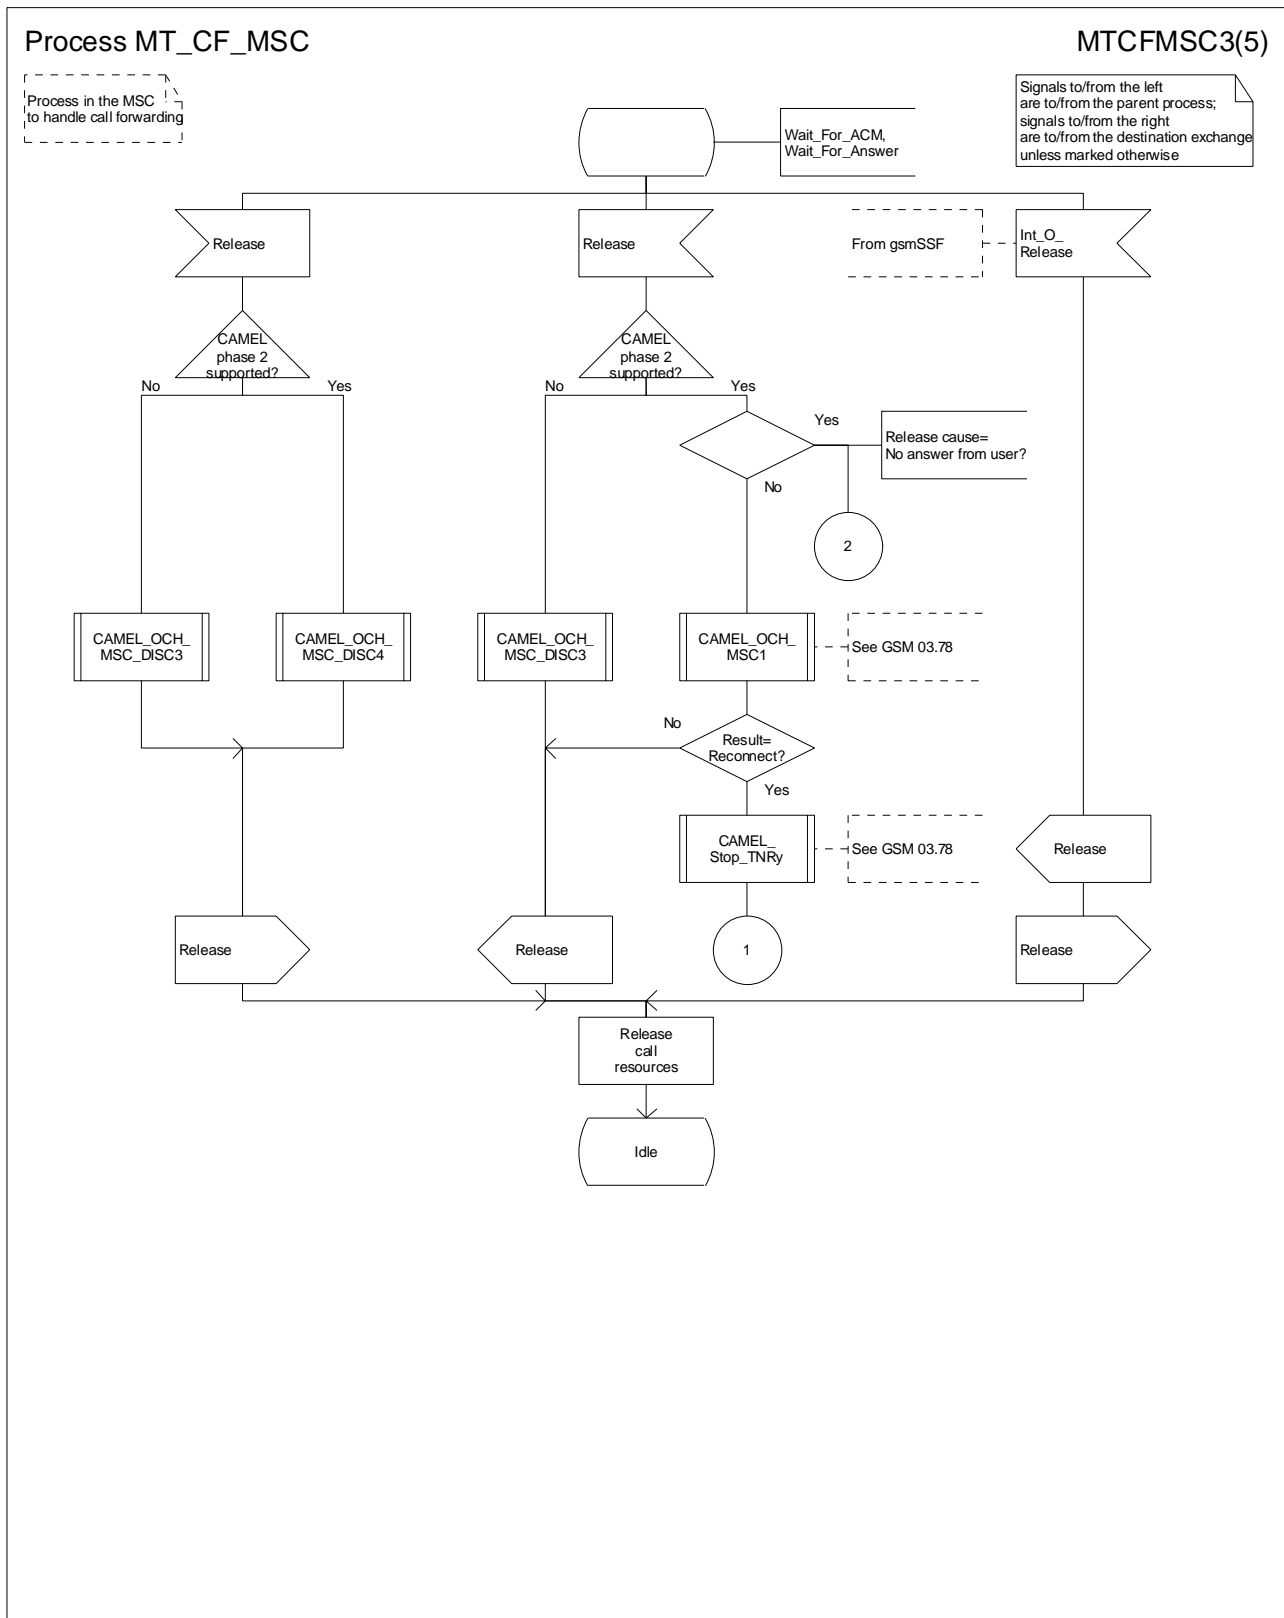 Process MT_CF_MSC
MTCFMSC3(5)
Process in the MSC
to handle call forwarding
Signals to/from the left
are to/from the parent process;
signals to/from the right
are to/from the destination exchange
unless marked otherwise
Wait_For_ACM,
Wait_For_Answer
Release
Release
From gsmSSF
Int_O_
Release
CAMEL
phase 2
supported?
No
Yes
CAMEL
phase 2
supported?
No
Yes
Yes
Release cause=
No answer from user?
No
2
CAMEL_OCH_
MSC_DISC3
CAMEL_OCH_
MSC_DISC4
CAMEL_OCH_
MSC_DISC3
CAMEL_OCH_
MSC1
See GSM 03.78
No
Result=
Reconnect?
Yes
CAMEL_
Stop_TNRy
See GSM 03.78
Release
Release
Release
1
Release
Release
call
resources
Idle